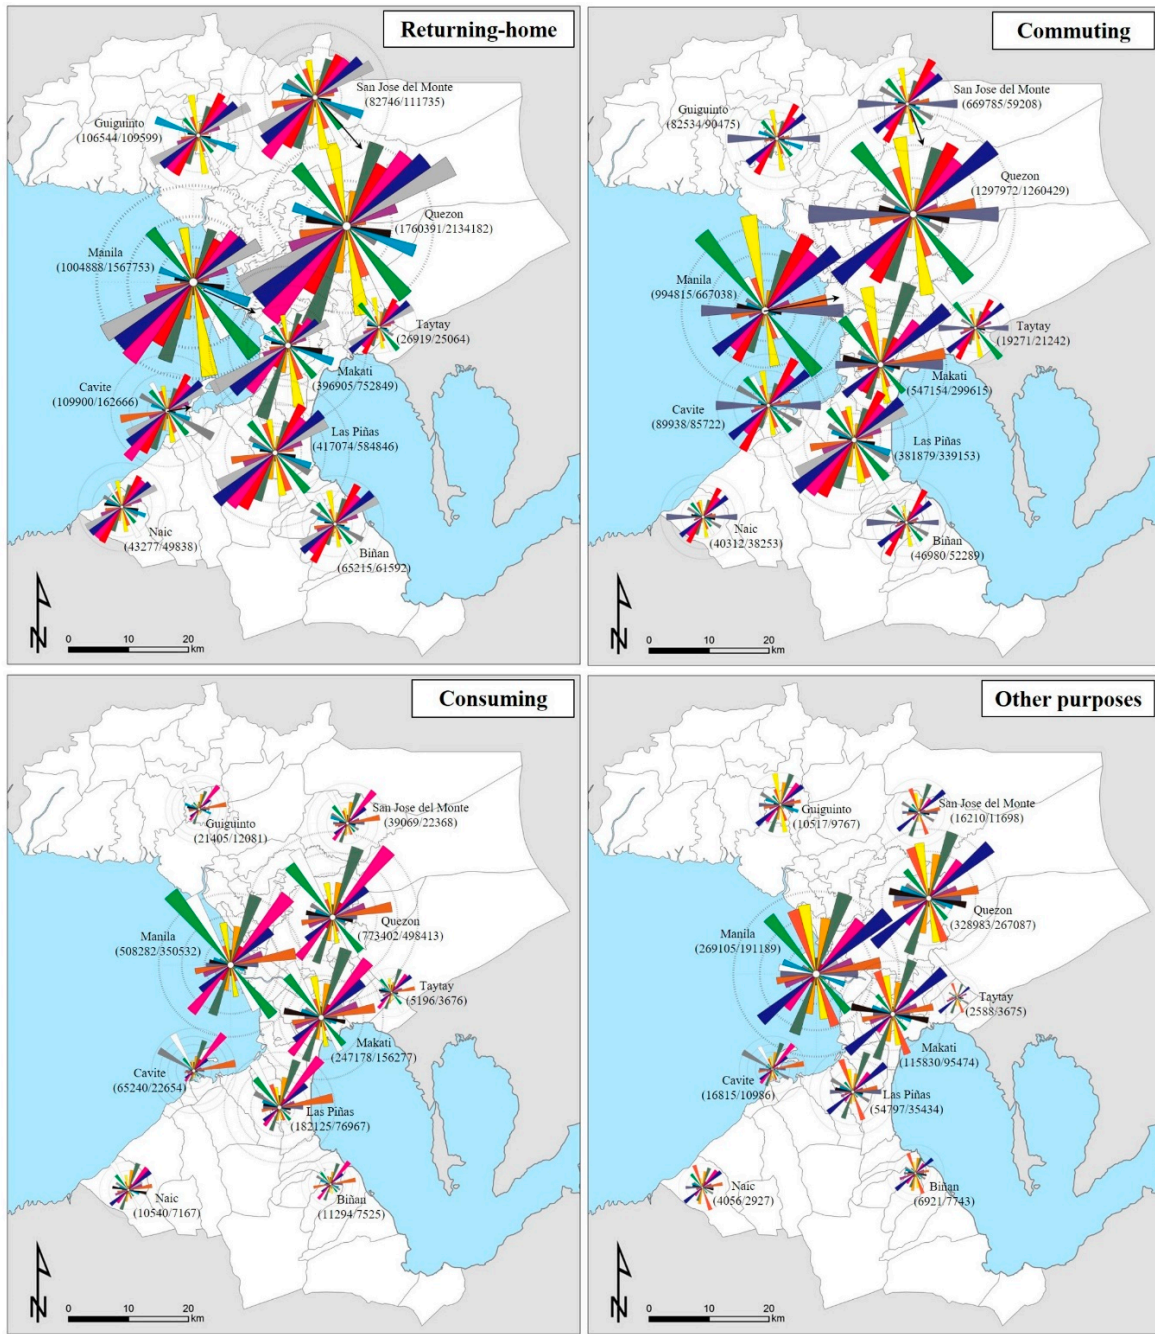 Returning-home
San Jose del Monte
(82746/111735)
Guiguinto
(106544/109599)
Quezon
(1760391/2134182)
Manila
(1004888/1567753)
Taytay
(26919/25064)
Makati
(396905/752849)
Cavite
(109900/162666)
Las Piñas
(417074/584846)
Naic
(43277/49838)
Biñan
(65215/61592)
N
0 10 20
km
Commuting
San Jose del Monte
(669785/59208)
Guiguinto
(82534/90475)
Quezon
(1297972/1260429)
Manila
(994815/667038)
Taytay
(19271/21242)
Makati
(547154/299615)
Cavite
(89938/85722)
Las Piñas
(381879/339153)
Naic
(40312/38253)
Biñan
(46980/52289)
N
0 10 20
km
Consuming
San Jose del Monte
(39069/22368)
Guiguinto
(21405/12081)
Quezon
(773402/498413)
Manila
(508282/350532)
Taytay
(5196/3676)
Makati
(247178/156277)
Cavite
(65240/22654)
Las Piñas
(182125/76967)
Naic
(10540/7167)
Biñan
(11294/7525)
N
0 10 20
km
Other purposes
San Jose del Monte
(16210/11698)
Guiguinto
(10517/9767)
Quezon
(328983/267087)
Manila
(269105/191189)
Taytay
(2588/3675)
Makati
(115830/95474)
Cavite
(16815/10986)
Las Piñas
(54797/35434)
Naic
(4056/2927)
Biñan
(6921/7743)
N
0 10 20
km